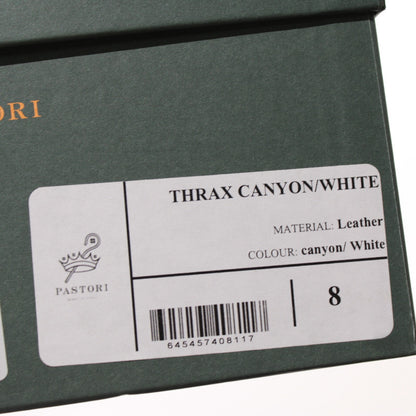 ORI
THRAX CANYON/WHITE
MATERIAL: Leather
COLOUR: canyon/ White
PASTORI
8
645457408117